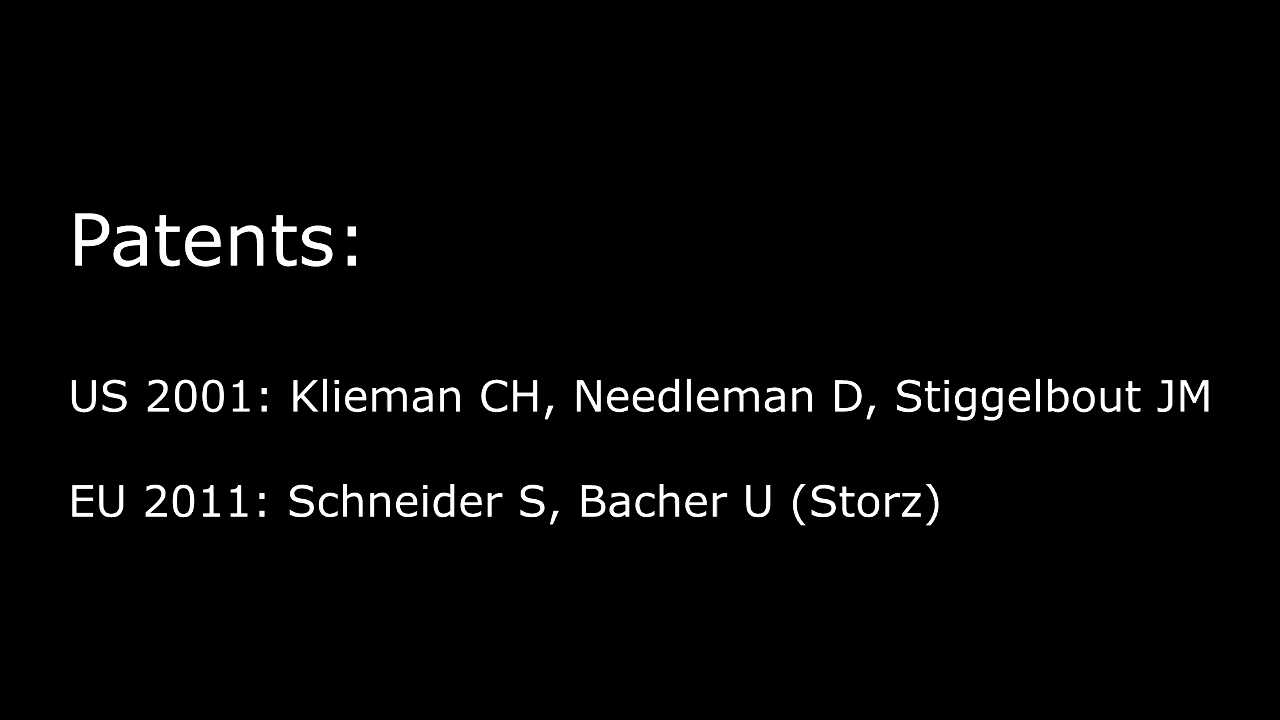 Patents:
US 2001: Klieman CH, Needleman D, Stiggelbout JM
EU 2011: Schneider S, Bacher U (Storz)